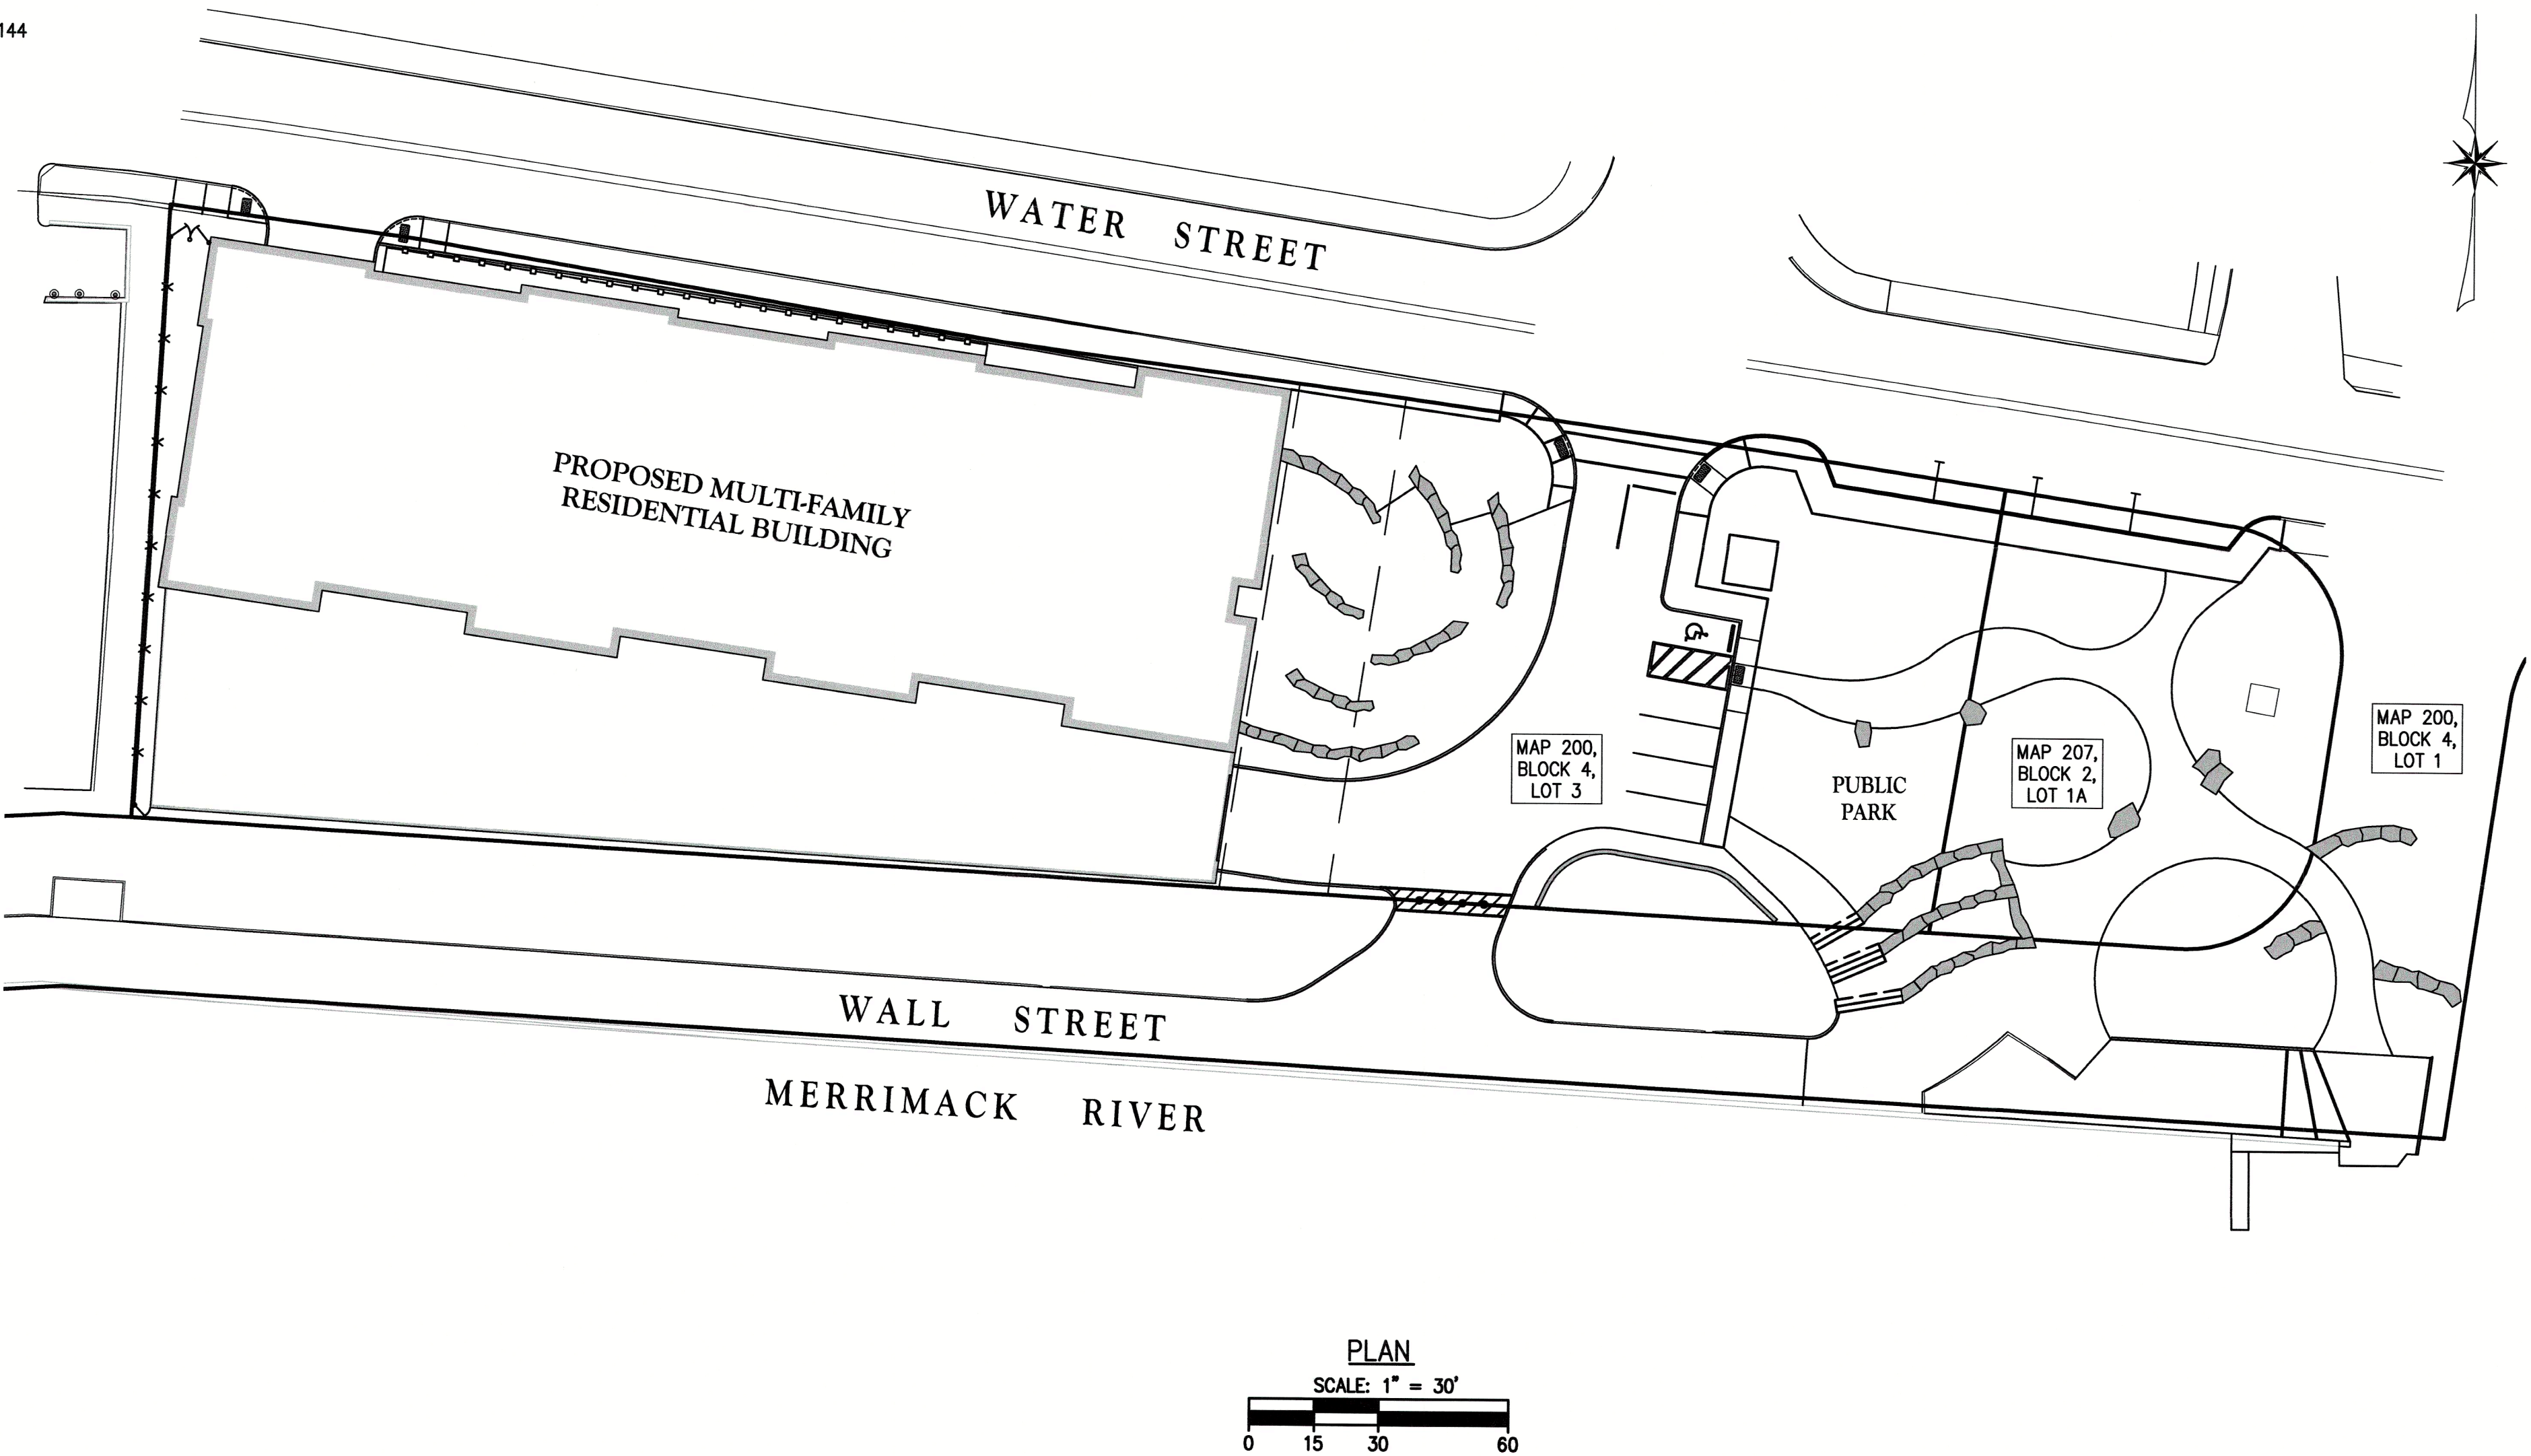 144
WATER STREET
PROPOSED MULTI-FAMILY
RESIDENTIAL BUILDING
MAP 200,
BLOCK 4,
LOT 3
PUBLIC
PARK
MAP 207,
BLOCK 2,
LOT 1A
MAP 200,
BLOCK 4,
LOT 1
WALL STREET
MERRIMACK RIVER
PLAN
SCALE: 1" = 30'
0 15 30 60